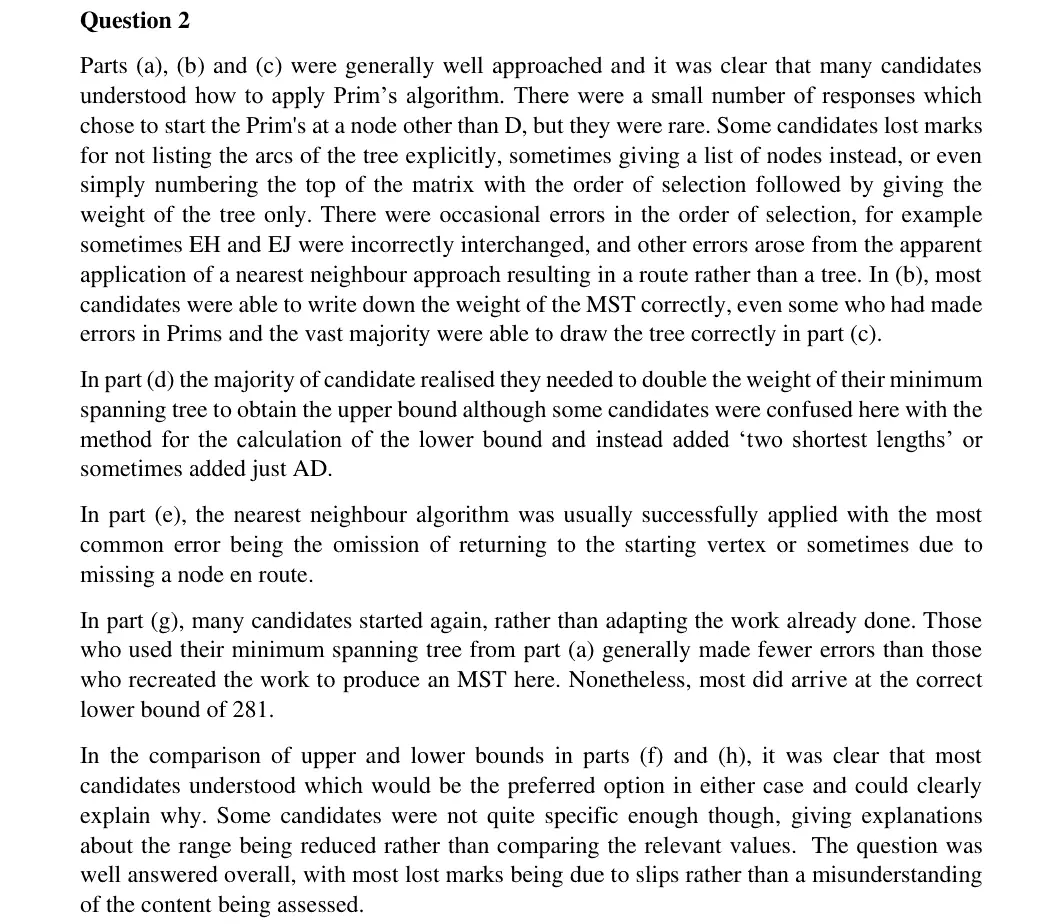 Question 2
Parts (a), (b) and (c) were generally well approached and it was clear that many candidates
understood how to apply Prim’s algorithm. There were a small number of responses which
chose to start the Prim's at a node other than D, but they were rare. Some candidates lost marks
for not listing the arcs of the tree explicitly, sometimes giving a list of nodes instead, or even
simply numbering the top of the matrix with the order of selection followed by giving the
weight of the tree only. There were occasional errors in the order of selection, for example
sometimes EH and EJ were incorrectly interchanged, and other errors arose from the apparent
application of a nearest neighbour approach resulting in a route rather than a tree. In (b), most
candidates were able to write down the weight of the MST correctly, even some who had made
errors in Prims and the vast majority were able to draw the tree correctly in part (c).
In part (d) the majority of candidate realised they needed to double the weight of their minimum
spanning tree to obtain the upper bound although some candidates were confused here with the
method for the calculation of the lower bound and instead added ‘two shortest lengths’ or
sometimes added just AD.
In part (e), the nearest neighbour algorithm was usually successfully applied with the most
common error being the omission of returning to the starting vertex or sometimes due to
missing a node en route.
In part (g), many candidates started again, rather than adapting the work already done. Those
who used their minimum spanning tree from part (a) generally made fewer errors than those
who recreated the work to produce an MST here. Nonetheless, most did arrive at the correct
lower bound of 281.
In the comparison of upper and lower bounds in parts (f) and (h), it was clear that most
candidates understood which would be the preferred option in either case and could clearly
explain why. Some candidates were not quite specific enough though, giving explanations
about the range being reduced rather than comparing the relevant values.  The question was
well answered overall, with most lost marks being due to slips rather than a misunderstanding
of the content being assessed.